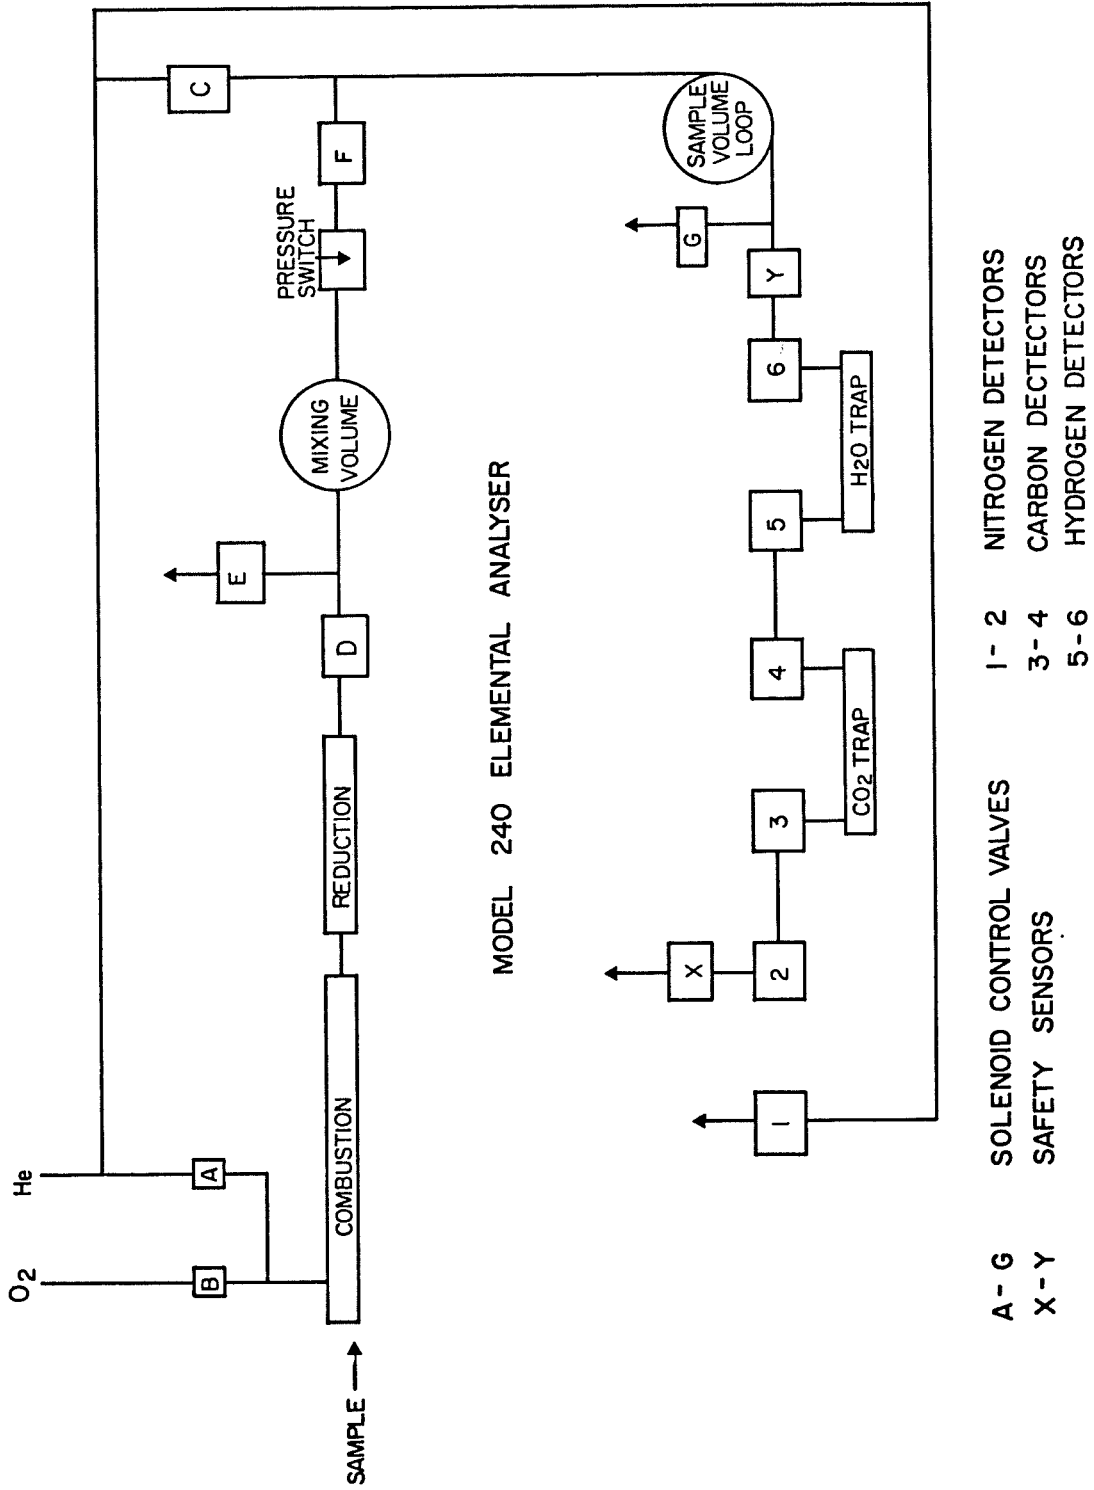 He
O2
A
B
C
SAMPLE
COMBUSTION
REDUCTION
D
E
MIXING
VOLUME
PRESSURE
SWITCH
F
MODEL 240 ELEMENTAL ANALYSER
1
X
2
3
CO2 TRAP
4
5
H2O TRAP
6
Y
G
SAMPLE
VOLUME
LOOP
A - G SOLENOID CONTROL VALVES
X - Y SAFETY SENSORS
1 - 2 NITROGEN DETECTORS
3 - 4 CARBON DECTECTORS
5 - 6 HYDROGEN DETECTORS